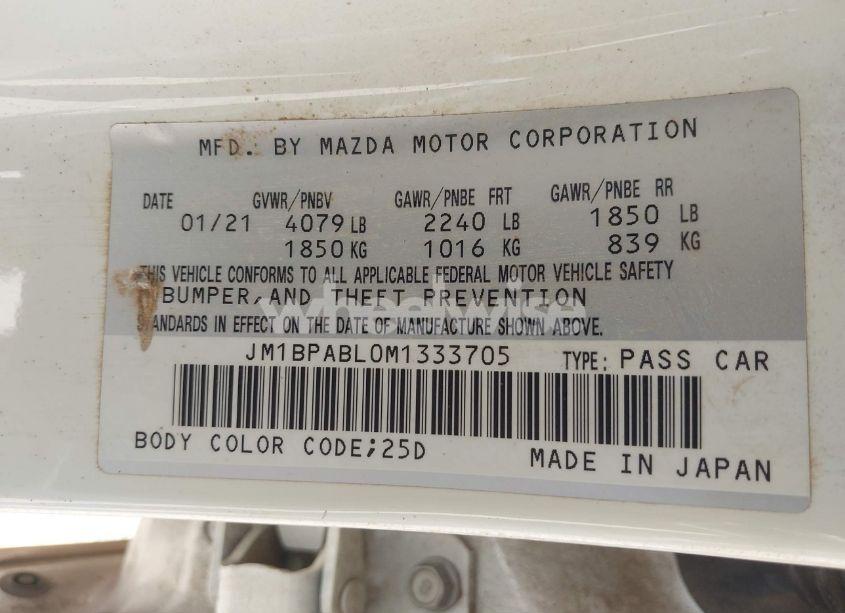 MFD. BY MAZDA MOTOR CORPORATION
DATE GVWR/PNBV GAWR/PNBE FRT GAWR/PNBE RR
01/21 4079 LB 2240 LB 1850 LB
1850 KG 1016 KG 839 KG
THIS VEHICLE CONFORMS TO ALL APPLICABLE FEDERAL MOTOR VEHICLE SAFETY
BUMPER, AND THEFT PREVENTION
STANDARDS IN EFFECT ON THE DATE OF MANUFACTURE SHOWN ABOVE.
wheelwise
JM1BPABL0M1333705 TYPE: PASS CAR
BODY COLOR CODE;25D MADE IN JAPAN